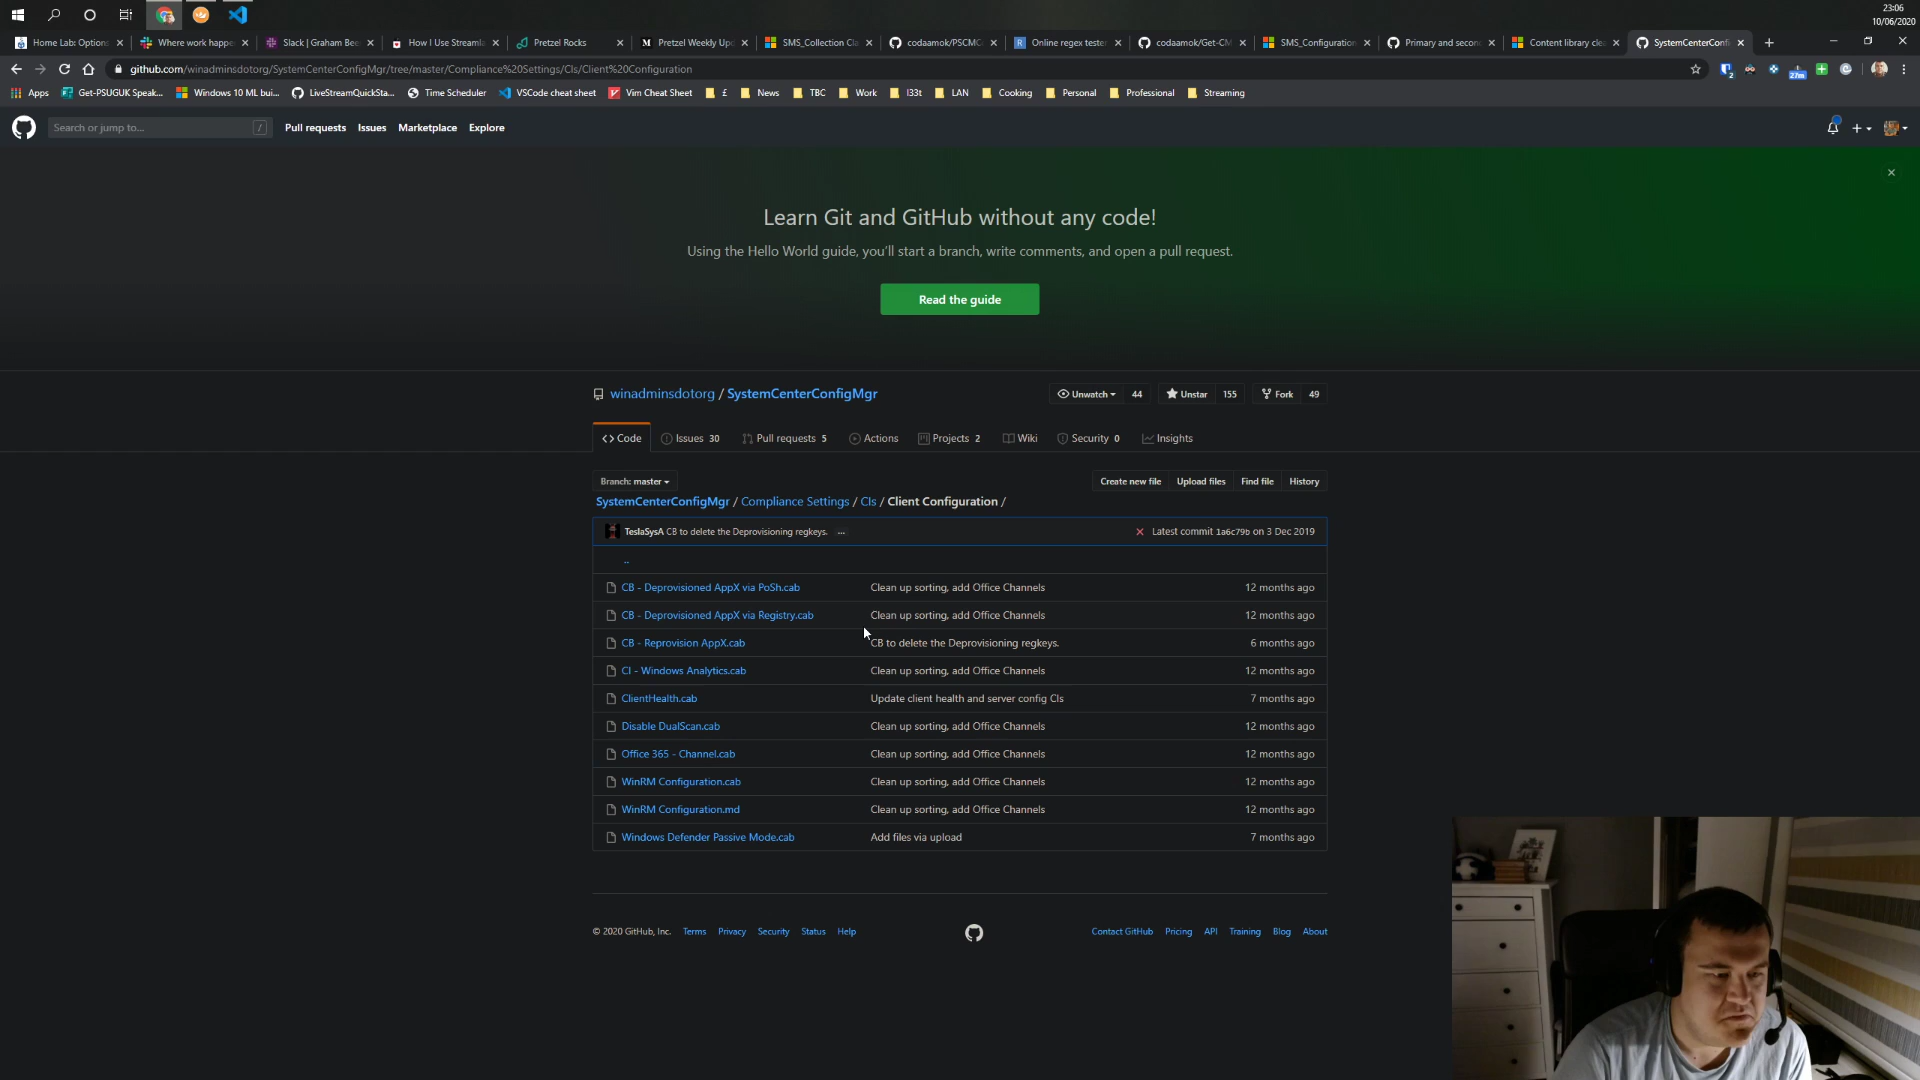 23:06
10/06/2020
Home Lab: Option
Where work happe
Slack | Graham Bee
How I Use Streamla
Pretzel Rocks
Pretzel Weekly Up
SMS_Collection Cla
codaamok/PSCMC
Online regex teste
codaamok/Get-CM
SMS_Configuration
Primary and secon
Content library cle
SystemCenterConfi
github.com/winadminsdotorg/SystemCenterConfigMgr/tree/master/Compliance%20Settings/CIs/Client%20Configuration
27m
Apps
Get-PSUGUK Speak...
Windows 10 ML bui...
LiveStreamQuickSta...
Time Scheduler
VSCode cheat sheet
Vim Cheat Sheet
£
News
TBC
Work
l33t
LAN
Cooking
Personal
Professional
Streaming
Search or jump to...
/
Pull requests
Issues
Marketplace
Explore
Learn Git and GitHub without any code!
Using the Hello World guide, you'll start a branch, write comments, and open a pull request.
Read the guide
winadminsdotorg / SystemCenterConfigMgr
Unwatch 44
Unstar 155
Fork 49
Code
Issues 30
Pull requests 5
Actions
Projects 2
Wiki
Security 0
Insights
Branch: master
Create new file
Upload files
Find file
History
SystemCenterConfigMgr / Compliance Settings / CIs / Client Configuration /
TeslaSysA CB to delete the Deprovisioning regkeys. ...
Latest commit 1a6c79b on 3 Dec 2019
..
CB - Deprovisioned AppX via PoSh.cab Clean up sorting, add Office Channels 12 months ago
CB - Deprovisioned AppX via Registry.cab Clean up sorting, add Office Channels 12 months ago
CB - Reprovision AppX.cab CB to delete the Deprovisioning regkeys. 6 months ago
CI - Windows Analytics.cab Clean up sorting, add Office Channels 12 months ago
ClientHealth.cab Update client health and server config CIs 7 months ago
Disable DualScan.cab Clean up sorting, add Office Channels 12 months ago
Office 365 - Channel.cab Clean up sorting, add Office Channels 12 months ago
WinRM Configuration.cab Clean up sorting, add Office Channels 12 months ago
WinRM Configuration.md Clean up sorting, add Office Channels 12 months ago
Windows Defender Passive Mode.cab Add files via upload 7 months ago
© 2020 GitHub, Inc.
Terms
Privacy
Security
Status
Help
Contact GitHub
Pricing
API
Training
Blog
About